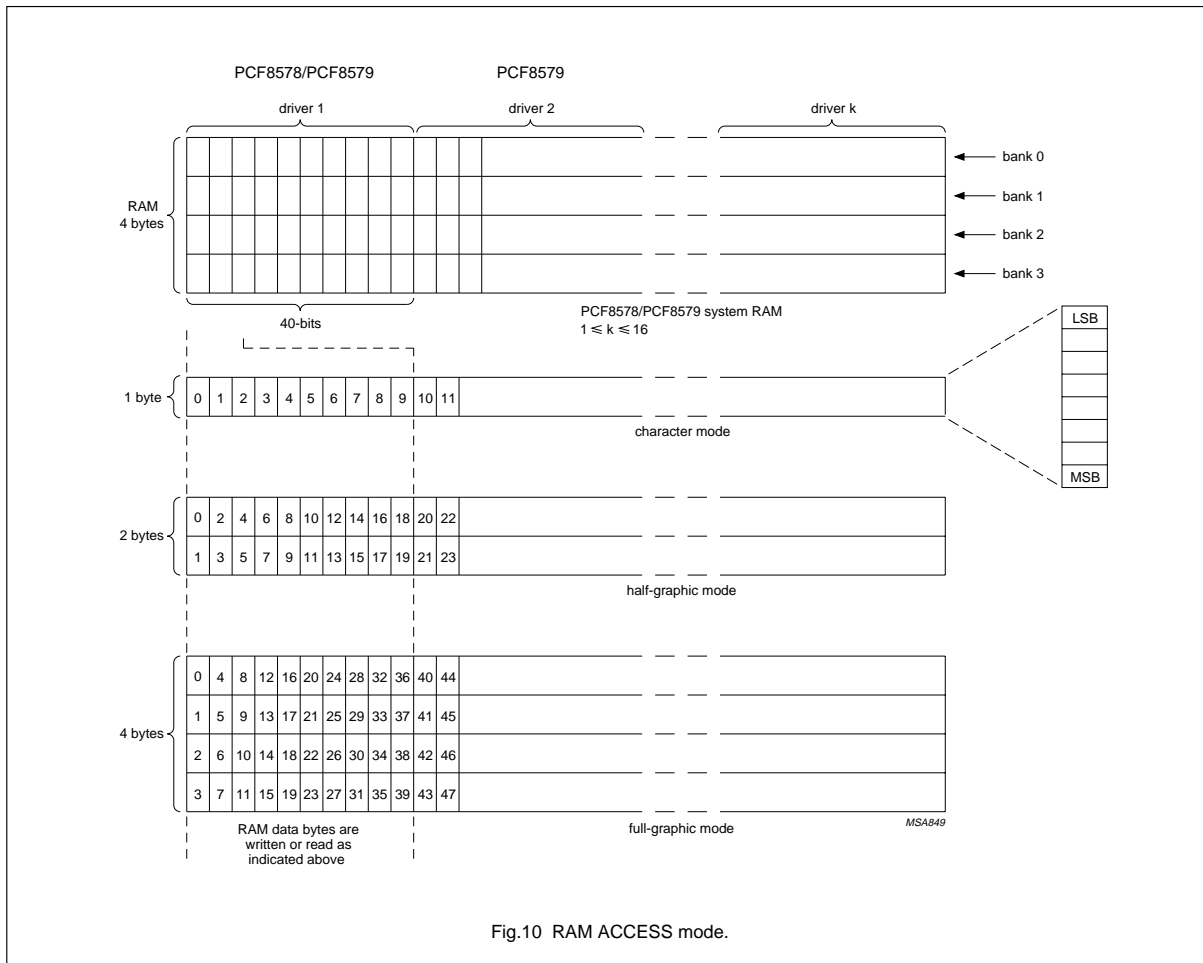 PCF8578/PCF8579 PCF8579
driver 1 driver 2 driver k
bank 0
bank 1
RAM
4 bytes
bank 2
bank 3
40-bits
PCF8578/PCF8579 system RAM
1 ≤ k ≤ 16
LSB
1 byte 0 1 2 3 4 5 6 7 8 9 10 11
character mode
MSB
0 2 4 6 8 10 12 14 16 18 20 22
2 bytes
1 3 5 7 9 11 13 15 17 19 21 23
half-graphic mode
0 4 8 12 16 20 24 28 32 36 40 44
1 5 9 13 17 21 25 29 33 37 41 45
4 bytes
2 6 10 14 18 22 26 30 34 38 42 46
3 7 11 15 19 23 27 31 35 39 43 47
MSA849
full-graphic mode
RAM data bytes are
written or read as
indicated above
Fig.10 RAM ACCESS mode.